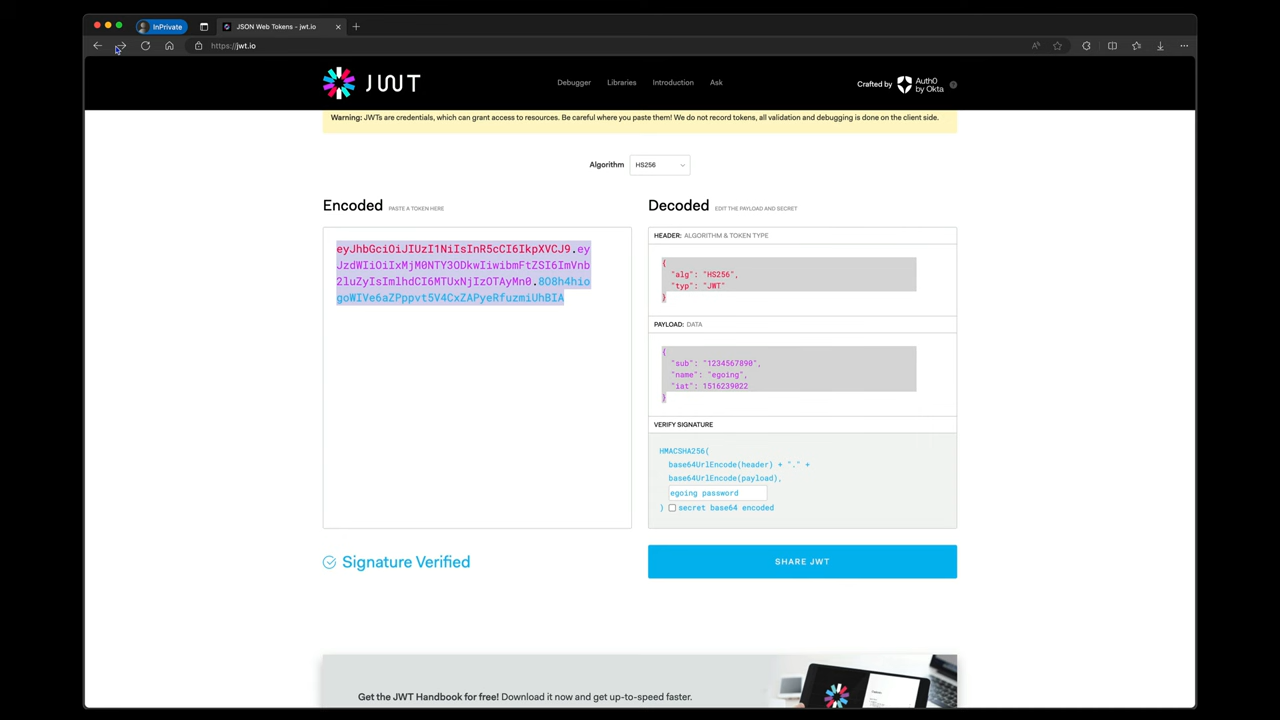 InPrivate
JSON Web Tokens - jwt.io
https://jwt.io
JWT
Debugger
Libraries
Introduction
Ask
Crafted by
Auth0
by Okta
Warning: JWTs are credentials, which can grant access to resources. Be careful where you paste them! We do not record tokens, all validation and debugging is done on the client side.
Algorithm
HS256
Encoded
PASTE A TOKEN HERE
eyJhbGciOiJIUzI1NiIsInR5cCI6IkpXVCJ9.ey
JzdWIiOiIxMjM0NTY3ODkwIiwibmFtZSI6ImVnb
2luZyIsImlhdCI6MTUxNjIzOTAyMn0.8O8h4hio
goWIVe6aZPppvt5V4CxZAPyeRfuzmiUhBIA
Decoded
EDIT THE PAYLOAD AND SECRET
HEADER: ALGORITHM & TOKEN TYPE
{
"alg": "HS256",
"typ": "JWT"
}
PAYLOAD: DATA
{
"sub": "1234567890",
"name": "egoing",
"iat": 1516239022
}
VERIFY SIGNATURE
HMACSHA256(
base64UrlEncode(header) + "." +
base64UrlEncode(payload),
egoing password
) secret base64 encoded
Signature Verified
SHARE JWT
Get the JWT Handbook for free! Download it now and get up-to-speed faster.